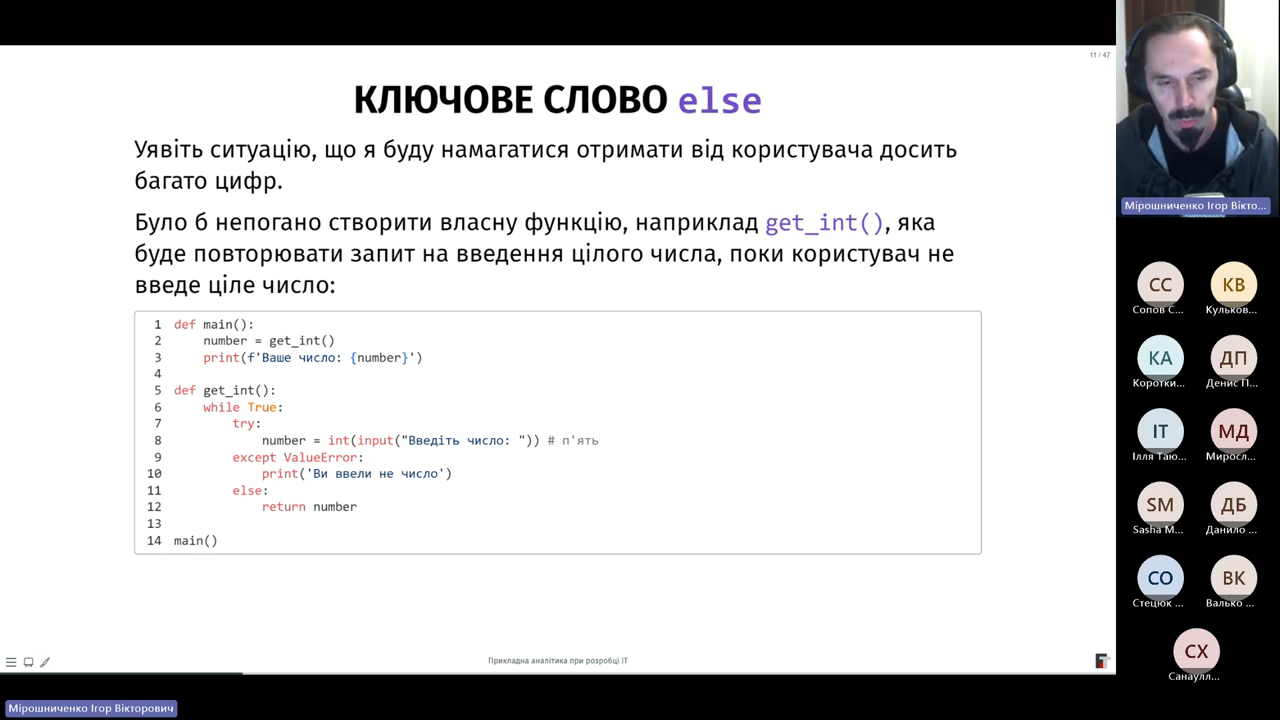 11 / 47
КЛЮЧОВЕ СЛОВО else
Уявіть ситуацію, що я буду намагатися отримати від користувача досить
багато цифр.
Було б непогано створити власну функцію, наприклад get_int(), яка
буде повторювати запит на введення цілого числа, поки користувач не
введе ціле число:
1 def main():
2     number = get_int()
3     print(f'Ваше число: {number}')
4
5 def get_int():
6     while True:
7         try:
8             number = int(input("Введіть число: ")) # п'ять
9         except ValueError:
10             print('Ви ввели не число')
11         else:
12             return number
13
14 main()
Прикладна аналітика при розробці ІТ
Мірошниченко Ігор Вікторович
Мірошниченко Ігор Вікто...
СС КВ
Сопов С... Кульков...
КА ДП
Коротки... Денис П...
ІТ МД
Ілля Таю... Миросл...
SM ДБ
Sasha M... Данило ...
СО ВК
Стецюк ... Валько ...
СХ
Санаулл...